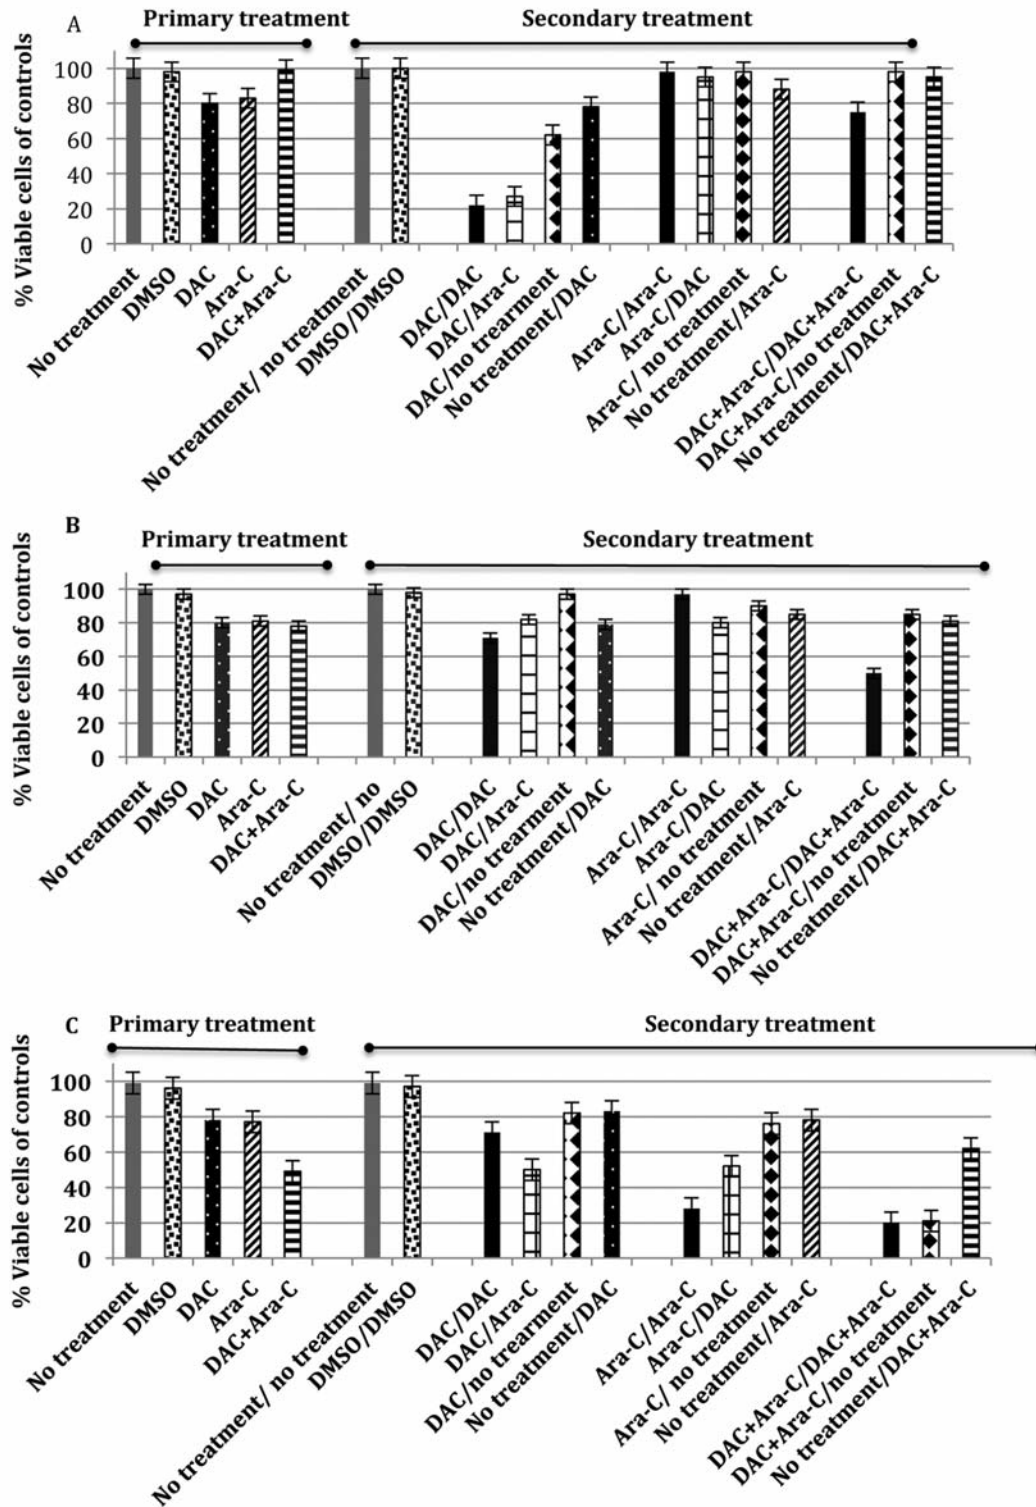 A
Primary treatment
Secondary treatment
% Viable cells of controls
100
80
60
40
20
0
No treatment
DMSO
DAC
Ara-C
DAC+Ara-C
No treatment/ no treatment
DMSO/DMSO
DAC/DAC
DAC/Ara-C
DAC/no trearment
No treatment/DAC
Ara-C/Ara-C
Ara-C/DAC
Ara-C/ no treatment
No treatment/Ara-C
DAC+Ara-C/DAC+Ara-C
DAC+Ara-C/no treatment
No treatment/DAC+Ara-C
B
Primary treatment
Secondary treatment
% Viable cells of controls
100
80
60
40
20
0
No treatment
DMSO
DAC
Ara-C
DAC+Ara-C
No treatment/ no
DMSO/DMSO
DAC/DAC
DAC/Ara-C
DAC/no trearment
No treatment/DAC
Ara-C/Ara-C
Ara-C/DAC
Ara-C/ no treatment
No treatment/Ara-C
DAC+Ara-C/DAC+Ara-C
DAC+Ara-C/no treatment
No treatment/DAC+Ara-C
C
Primary treatment
Secondary treatment
% Viable cells of controls
100
80
60
40
20
0
No treatment
DMSO
DAC
Ara-C
DAC+Ara-C
No treatment/ no treatment
DMSO/DMSO
DAC/DAC
DAC/Ara-C
DAC/no trearment
No treatment/DAC
Ara-C/Ara-C
Ara-C/DAC
Ara-C/ no treatment
No treatment/Ara-C
DAC+Ara-C/DAC+Ara-C
DAC+Ara-C/no treatment
No treatment/DAC+Ara-C